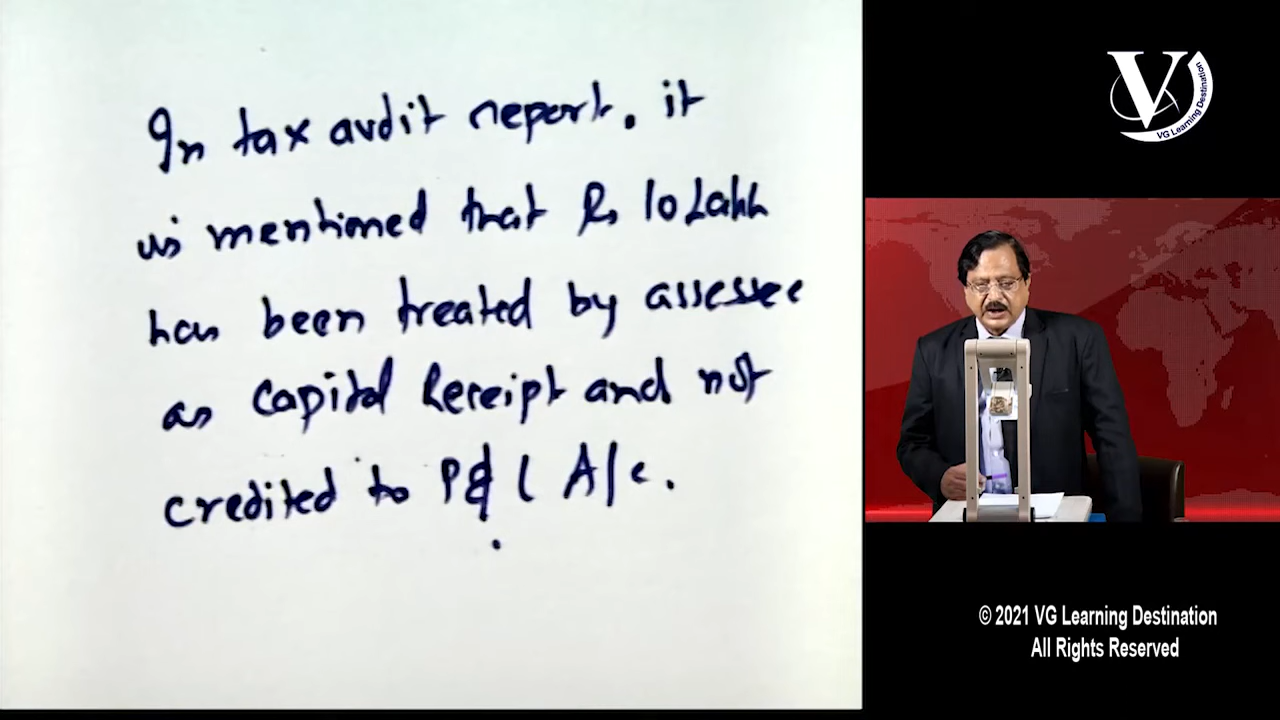 In tax audit report. it
is mentioned that Rs 10 Lakh
has been treated by assessee
as capital Receipt and not
credited to P&L A/c.
V
VG Learning Destination
© 2021 VG Learning Destination
All Rights Reserved